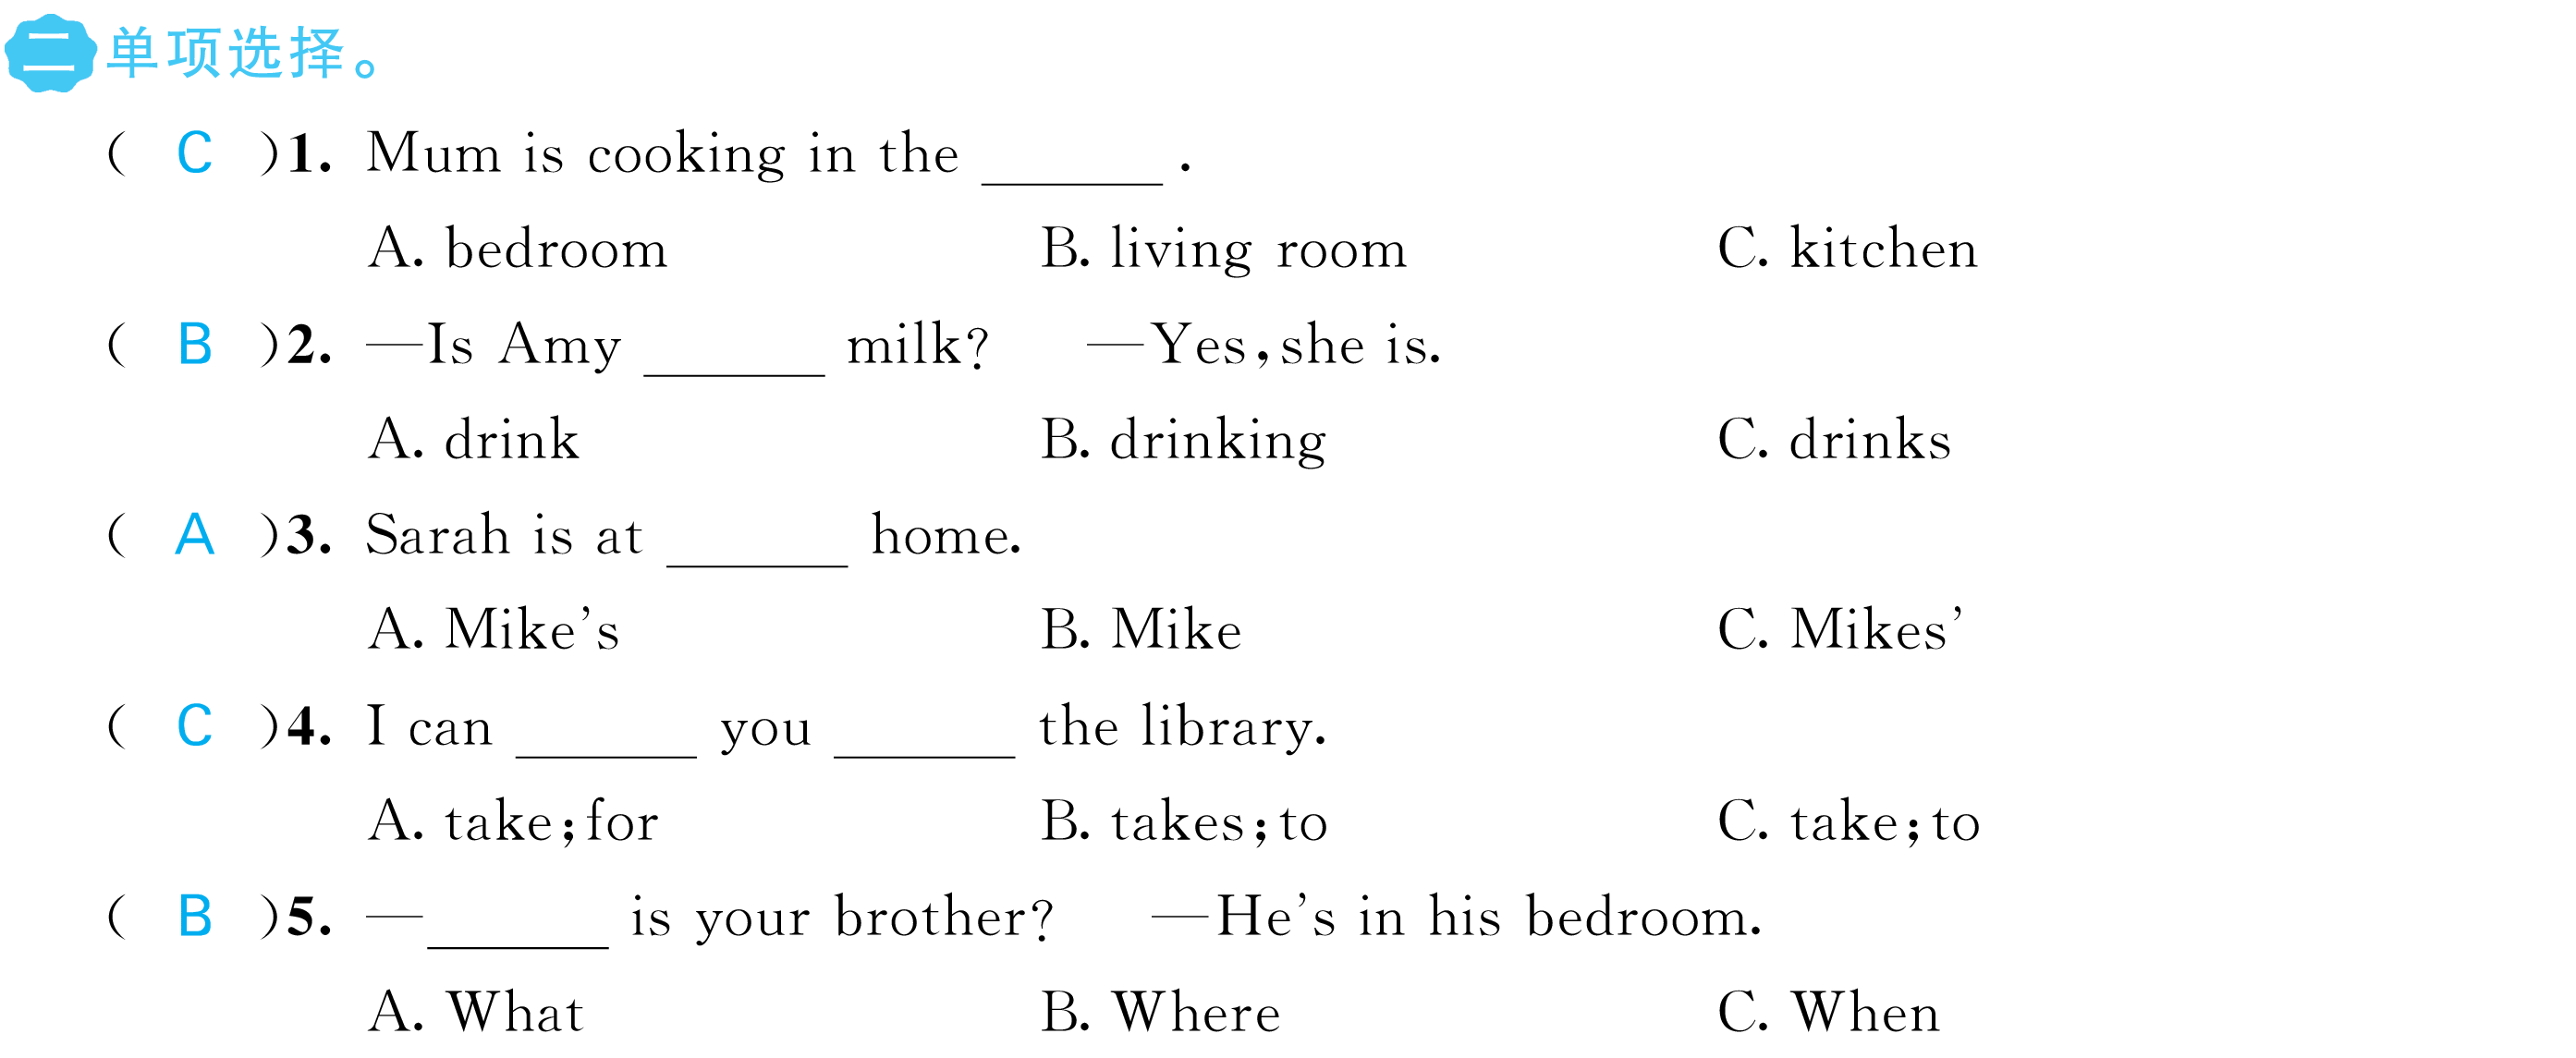 二 单项选择。
( C )1. Mum is cooking in the ______ .
A. bedroom B. living room C. kitchen
( B )2. —Is Amy ______ milk? —Yes,she is.
A. drink B. drinking C. drinks
( A )3. Sarah is at ______ home.
A. Mike's B. Mike C. Mikes'
( C )4. I can ______ you ______ the library.
A. take;for B. takes;to C. take;to
( B )5. —______ is your brother? —He's in his bedroom.
A. What B. Where C. When